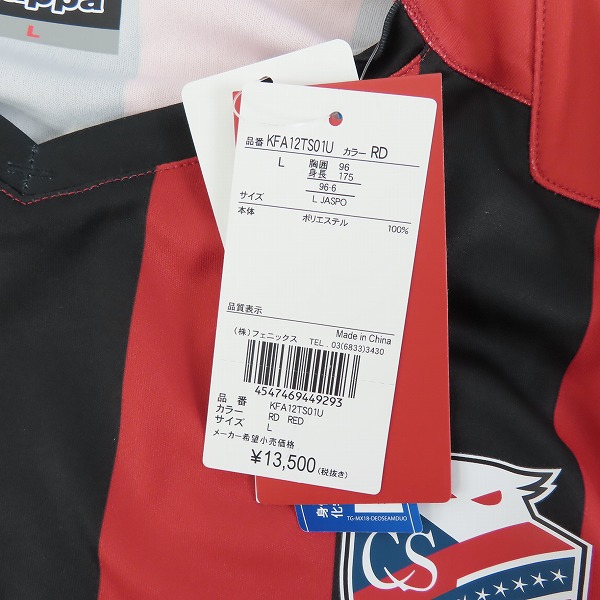 L
品番 KFA12TS01U カラー RD
L 胸囲 96
身長 175
96-6
サイズ L JASPO
本体 ポリエステル 100%
品質表示
Made in China
(株)フェニックス TEL. 03(6833)3430
4547469449293
品 番 KFA12TS01U
カラー RD RED
サイズ L
メーカー希望小売価格
¥13,500(税抜き)
TG-MX18-DEOSEAMDUO
CS